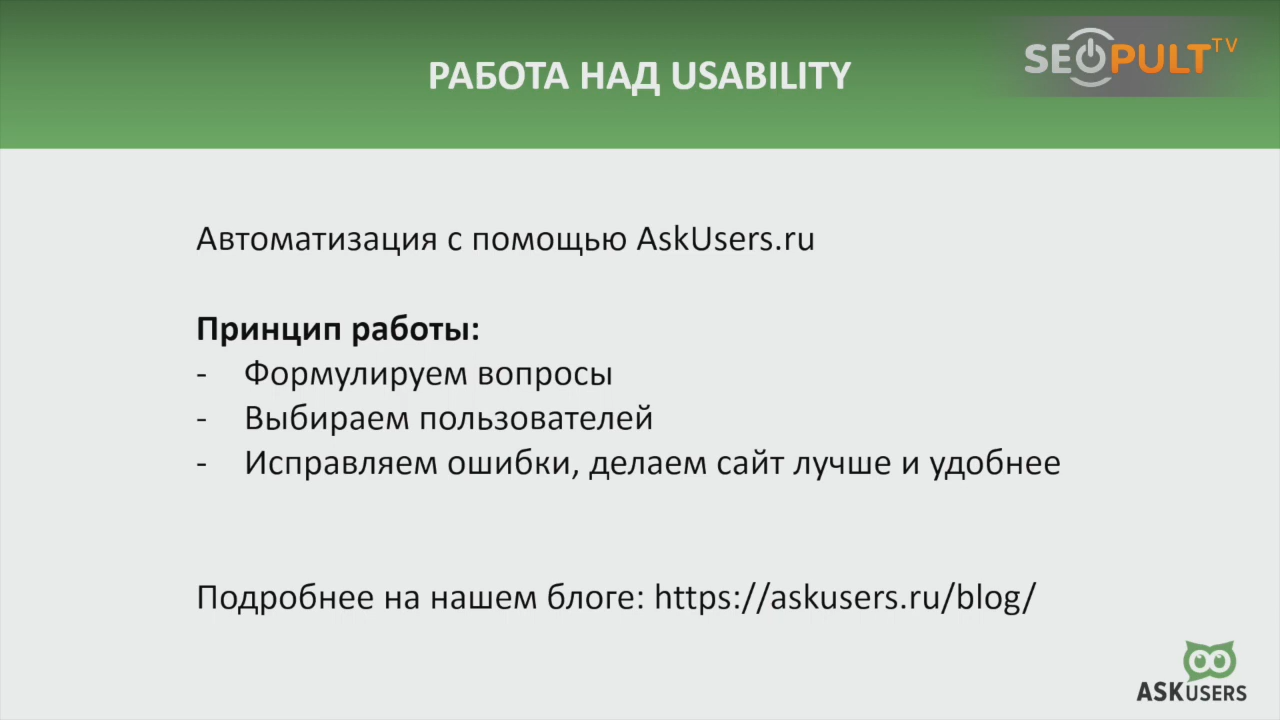 SEOPULT TV
РАБОТА НАД USABILITY
Автоматизация с помощью AskUsers.ru
Принцип работы:
- Формулируем вопросы
- Выбираем пользователей
- Исправляем ошибки, делаем сайт лучше и удобнее
Подробнее на нашем блоге: https://askusers.ru/blog/
ASKUSERS